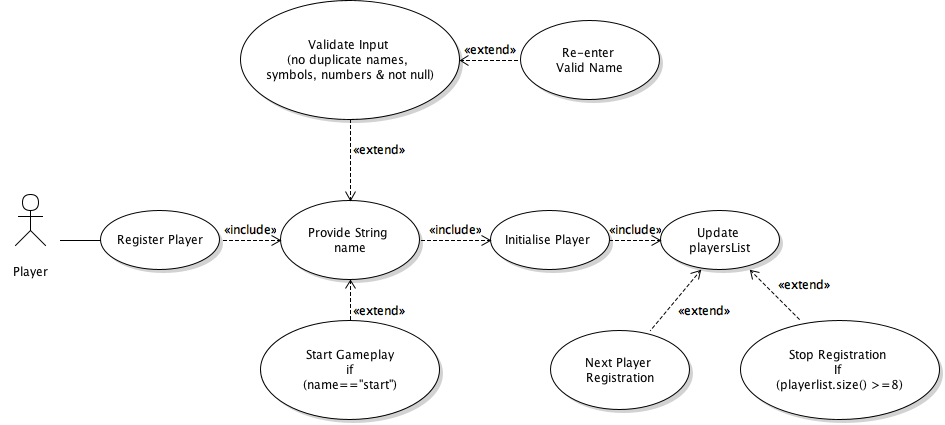 Validate Input
(no duplicate names,
symbols, numbers & not null)
«extend»
Re-enter
Valid Name
«extend»
Player
Register Player
«include»
Provide String
name
«include»
Initialise Player
«include»
Update
playersList
«extend»
«extend»
«extend»
Start Gameplay
if
(name=="start")
Next Player
Registration
Stop Registration
If
(playerlist.size() >=8)